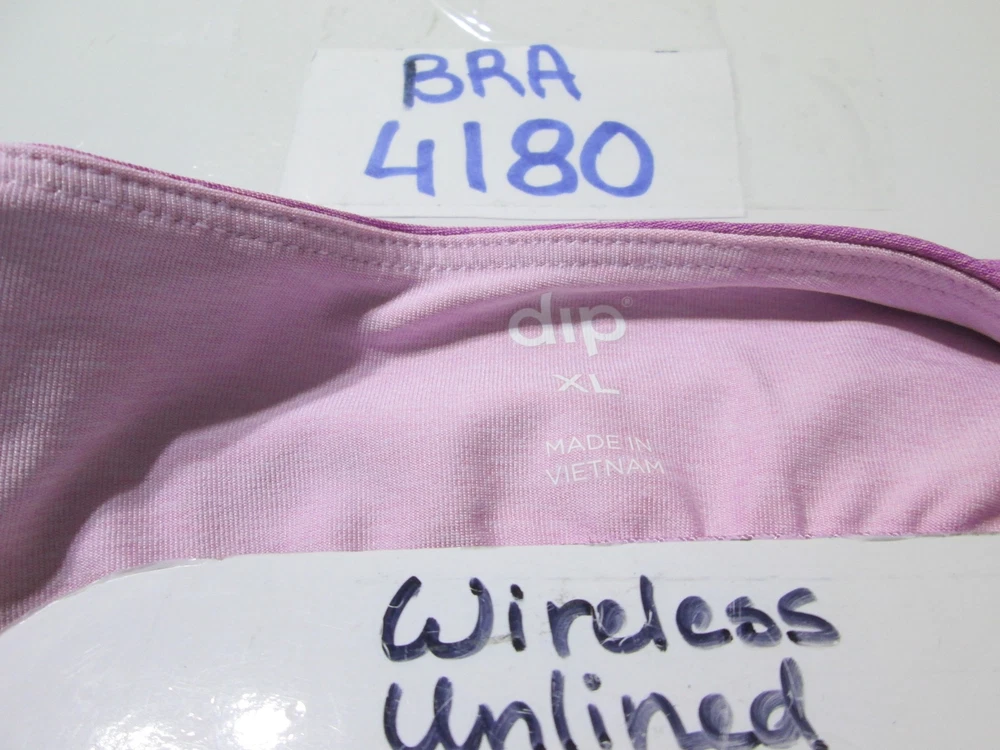 BRA
4180
dip®
XL
MADE IN
VIETNAM
Wireless
Unlined